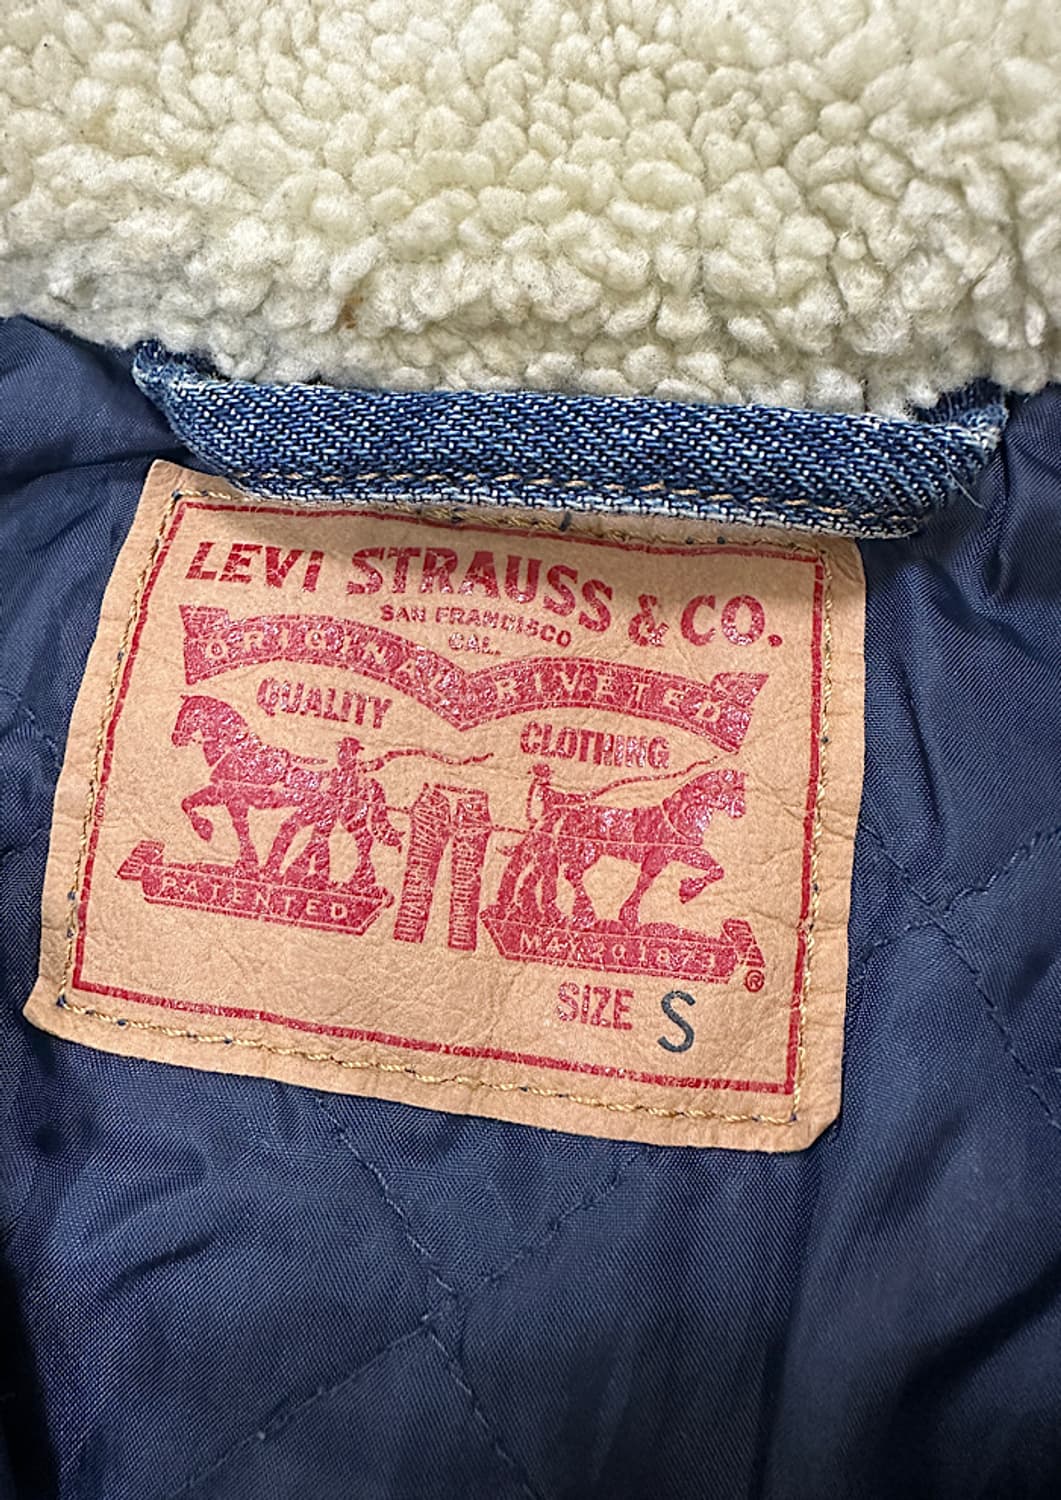 LEVI STRAUSS & CO.
SAN FRANCISCO
CAL.
ORIGINAL RIVETED
QUALITY CLOTHING
PATENTED MAY 20 1873
®
SIZE S